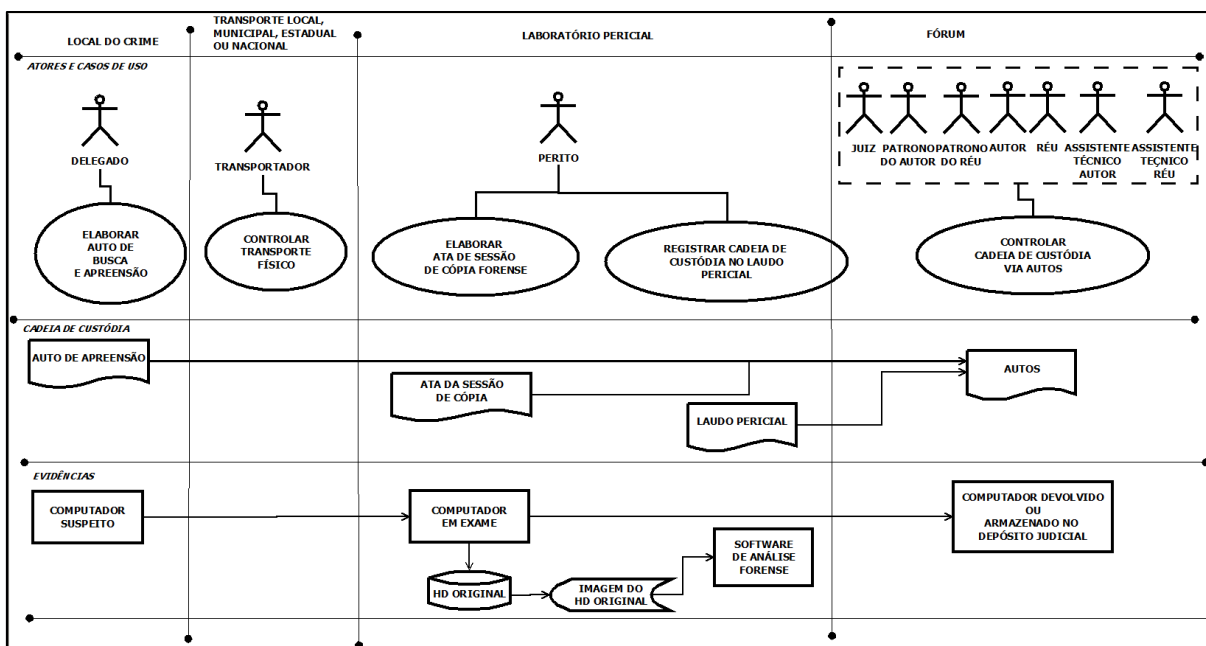 LOCAL DO CRIME
TRANSPORTE LOCAL,
MUNICIPAL, ESTADUAL
OU NACIONAL
LABORATÓRIO PERICIAL
FÓRUM
ATORES E CASOS DE USO
DELEGADO
TRANSPORTADOR
PERITO
JUIZ
PATRONO
DO AUTOR
PATRONO
DO RÉU
AUTOR
RÉU
ASSISTENTE
TÉCNICO
AUTOR
ASSISTENTE
TEÇNICO
RÉU
ELABORAR
AUTO DE
BUSCA
E APREENSÃO
CONTROLAR
TRANSPORTE
FÍSICO
ELABORAR
ATA DE SESSÃO
DE CÓPIA FORENSE
REGISTRAR CADEIA DE
CUSTÓDIA NO LAUDO
PERICIAL
CONTROLAR
CADEIA DE CUSTÓDIA
VIA AUTOS
CADEIA DE CUSTÓDIA
AUTO DE APREENSÃO
ATA DA SESSÃO
DE CÓPIA
LAUDO PERICIAL
AUTOS
EVIDÊNCIAS
COMPUTADOR
SUSPEITO
COMPUTADOR
EM EXAME
COMPUTADOR DEVOLVIDO
OU
ARMAZENADO NO
DEPÓSITO JUDICIAL
HD ORIGINAL
IMAGEM DO
HD ORIGINAL
SOFTWARE
DE ANÁLISE
FORENSE